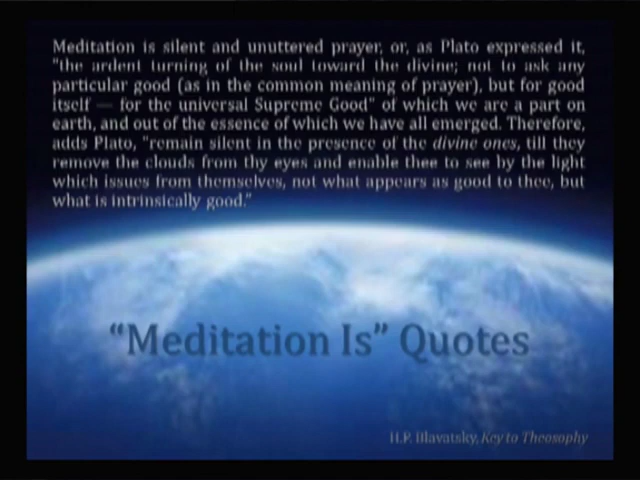 Meditation is silent and unuttered prayer, or, as Plato expressed it,
"the ardent turning of the soul toward the divine; not to ask any
particular good (as in the common meaning of prayer), but for good
itself — for the universal Supreme Good" of which we are a part on
earth, and out of the essence of which we have all emerged. Therefore,
adds Plato, "remain silent in the presence of the divine ones, till they
remove the clouds from thy eyes and enable thee to see by the light
which issues from themselves, not what appears as good to thee, but
what is intrinsically good."
“Meditation Is” Quotes
H.P. Blavatsky, Key to Theosophy